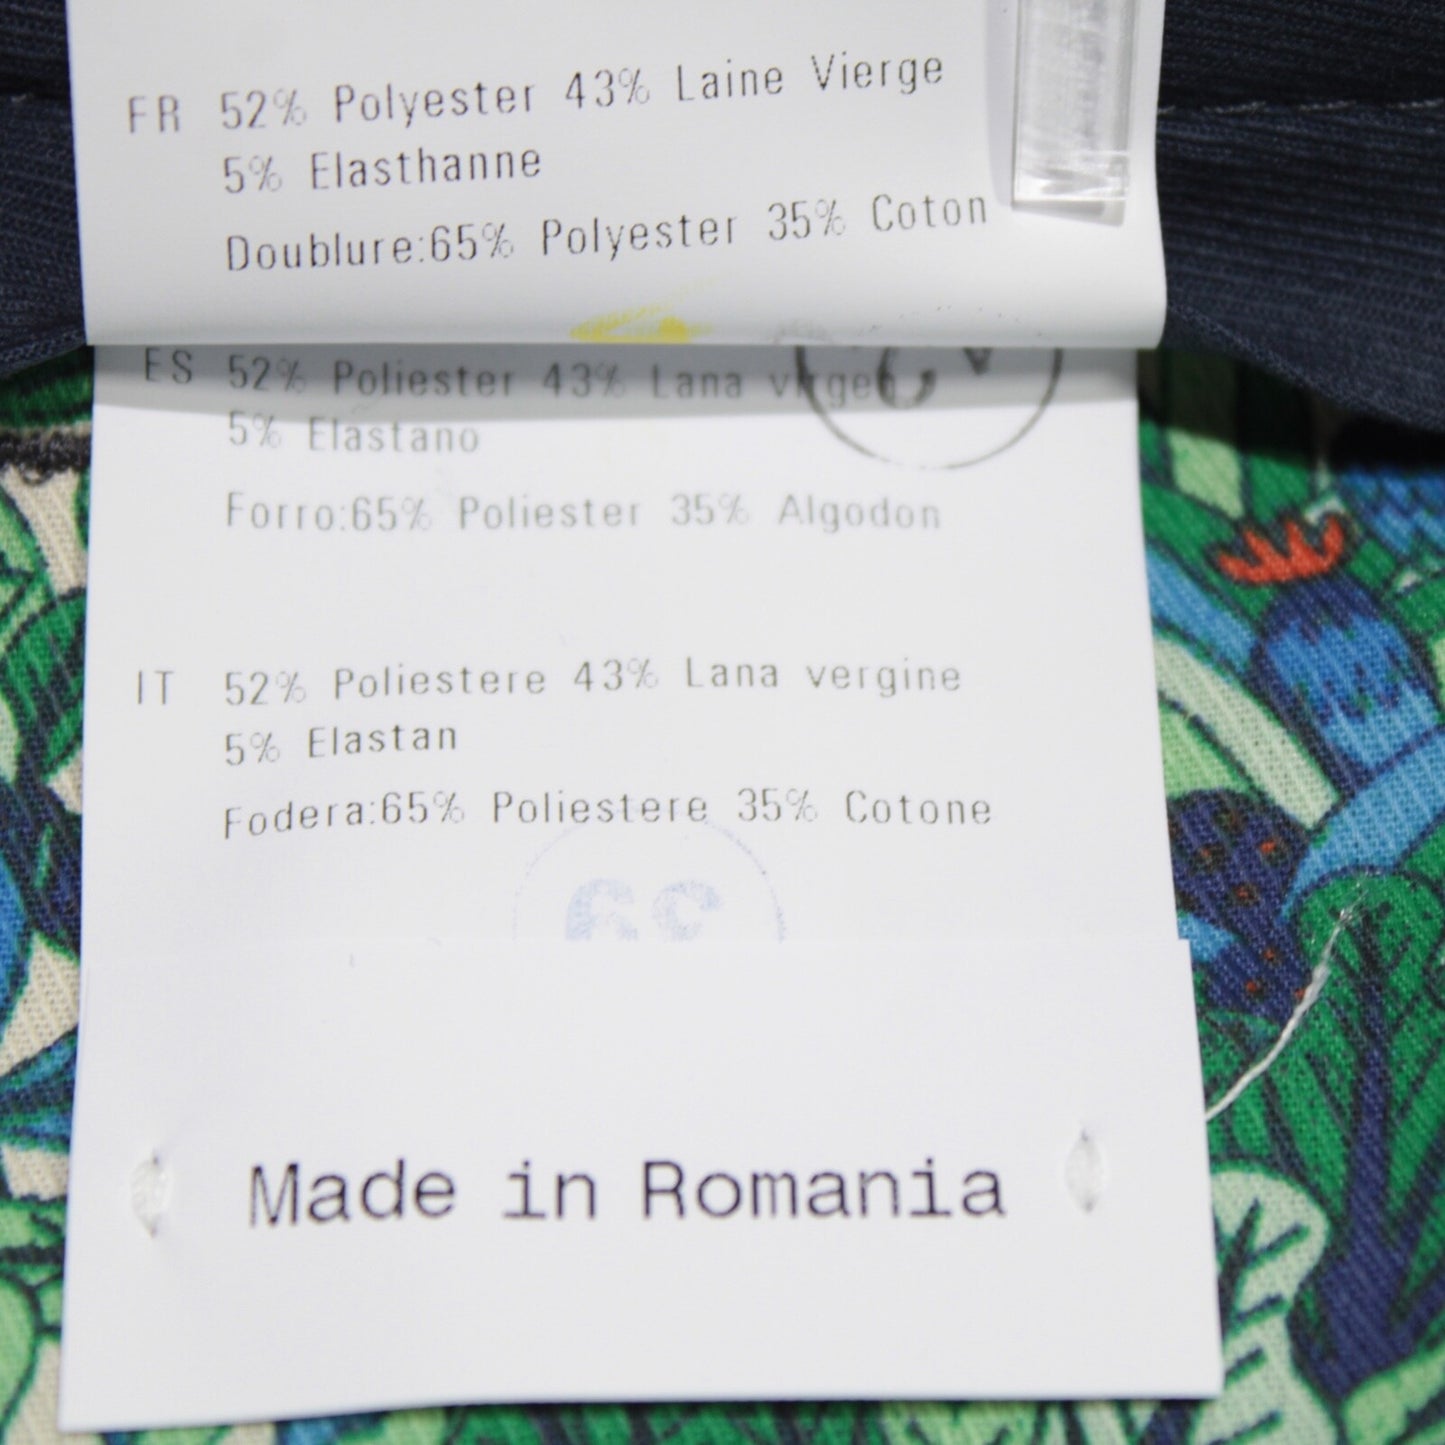 FR 52% Polyester 43% Laine Vierge
5% Elasthanne
Doublure:65% Polyester 35% Coton
ES 52% Poliester 43% Lana virgen
5% Elastano
Forro:65% Poliester 35% Algodon
IT 52% Poliestere 43% Lana vergine
5% Elastan
Fodera:65% Poliestere 35% Cotone
Made in Romania